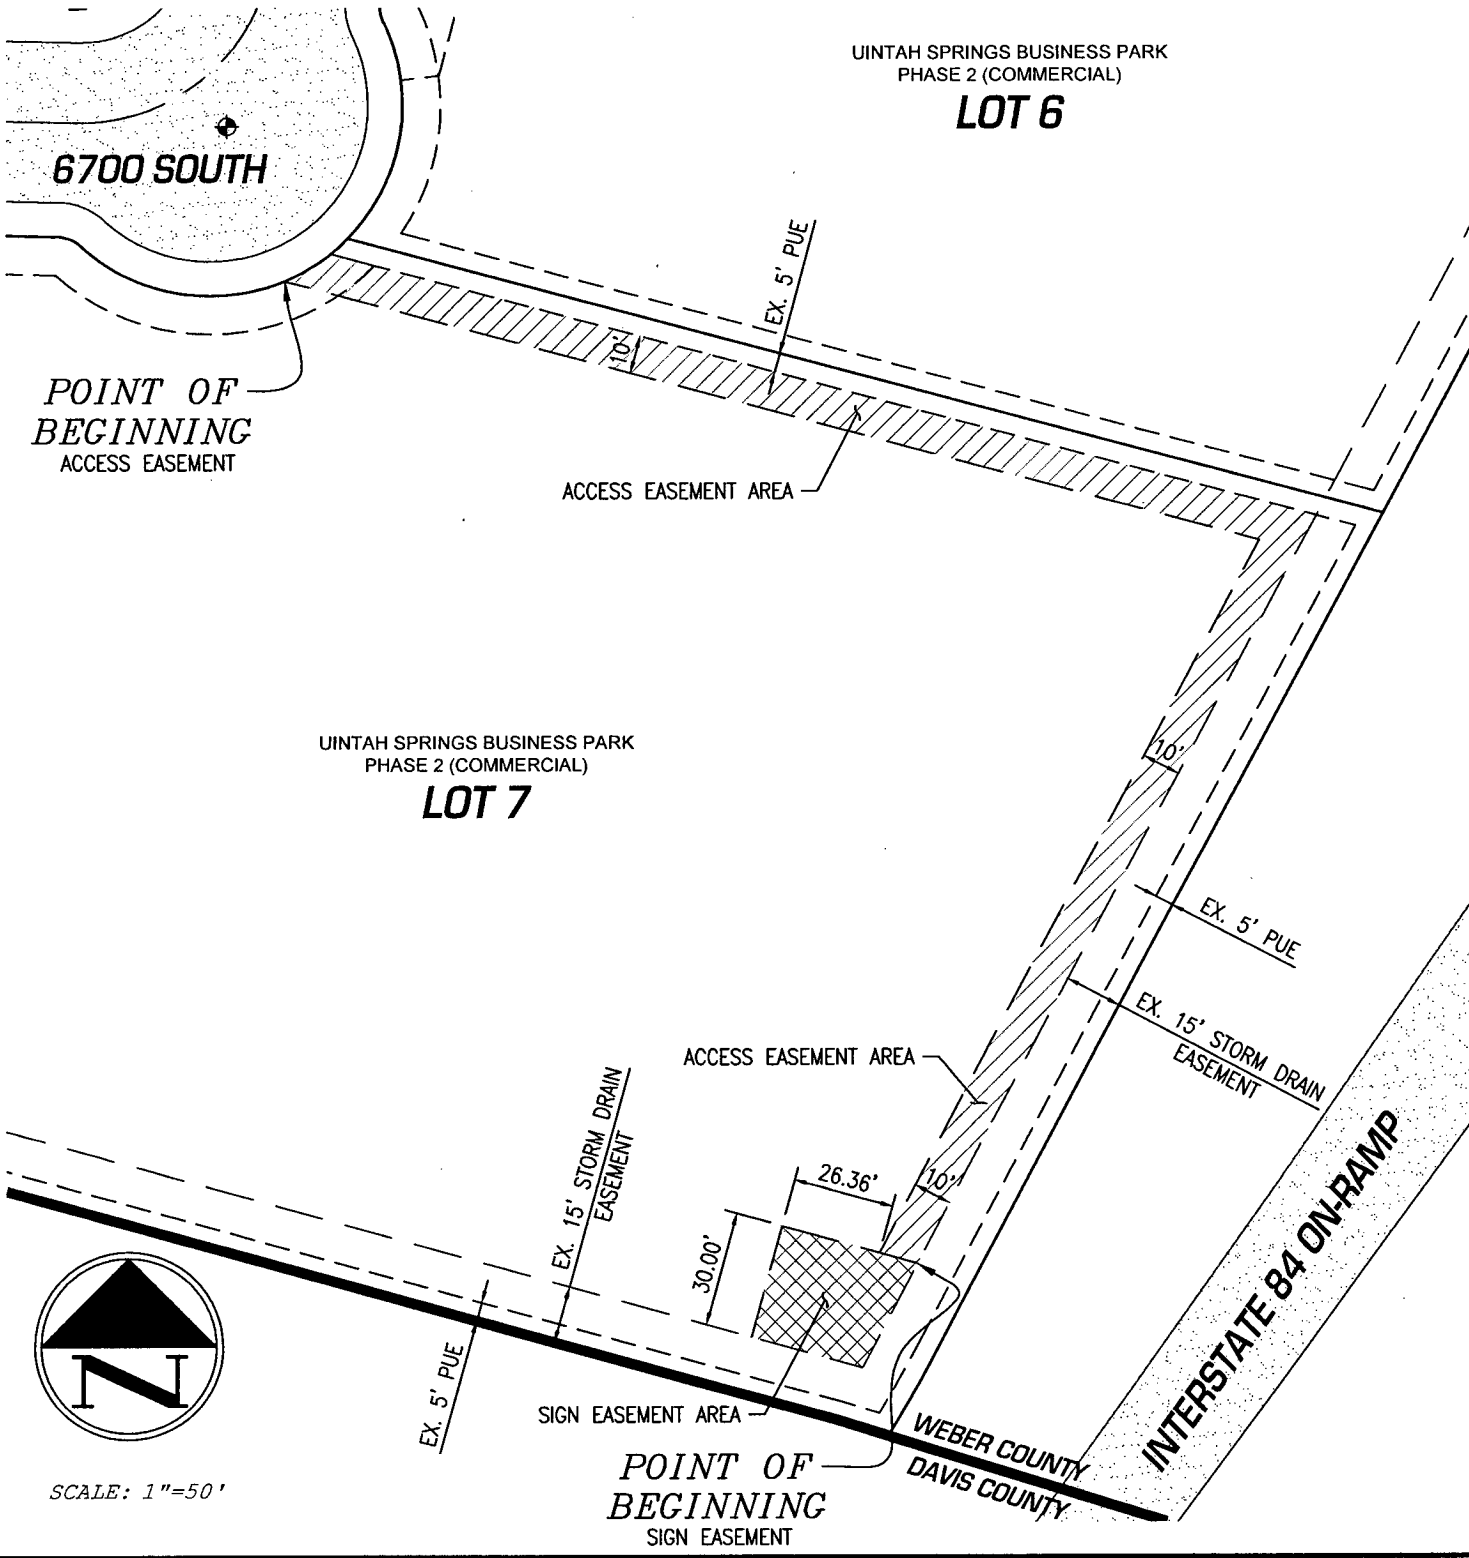 UINTAH SPRINGS BUSINESS PARK
PHASE 2 (COMMERCIAL)
LOT 6
6700 SOUTH
EX. 5' PUE
10'
POINT OF
BEGINNING
ACCESS EASEMENT
ACCESS EASEMENT AREA
UINTAH SPRINGS BUSINESS PARK
PHASE 2 (COMMERCIAL)
LOT 7
10'
EX. 5' PUE
EX. 15' STORM DRAIN
EASEMENT
ACCESS EASEMENT AREA
EX. 15' STORM DRAIN
EASEMENT
26.36'
10'
30.00'
INTERSTATE 84 ON-RAMP
EX. 5' PUE
SIGN EASEMENT AREA
WEBER COUNTY
DAVIS COUNTY
POINT OF
BEGINNING
SIGN EASEMENT
N
SCALE: 1"=50'